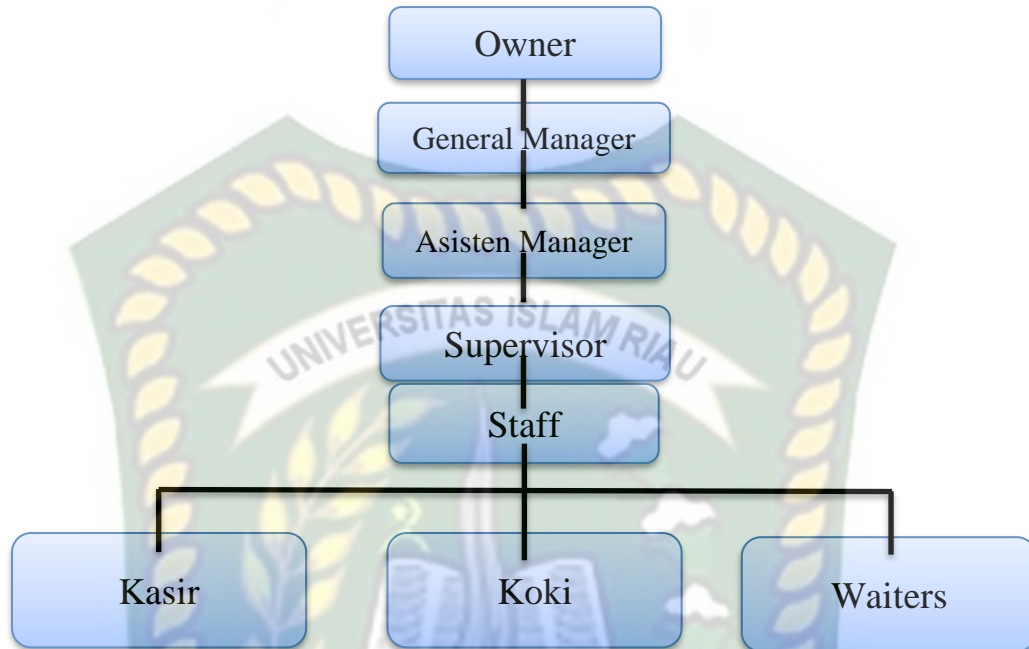 Owner
General Manager
Asisten Manager
UNIVERSITAS ISLAM RIAU
Supervisor
Staff
Kasir
Koki
Waiters